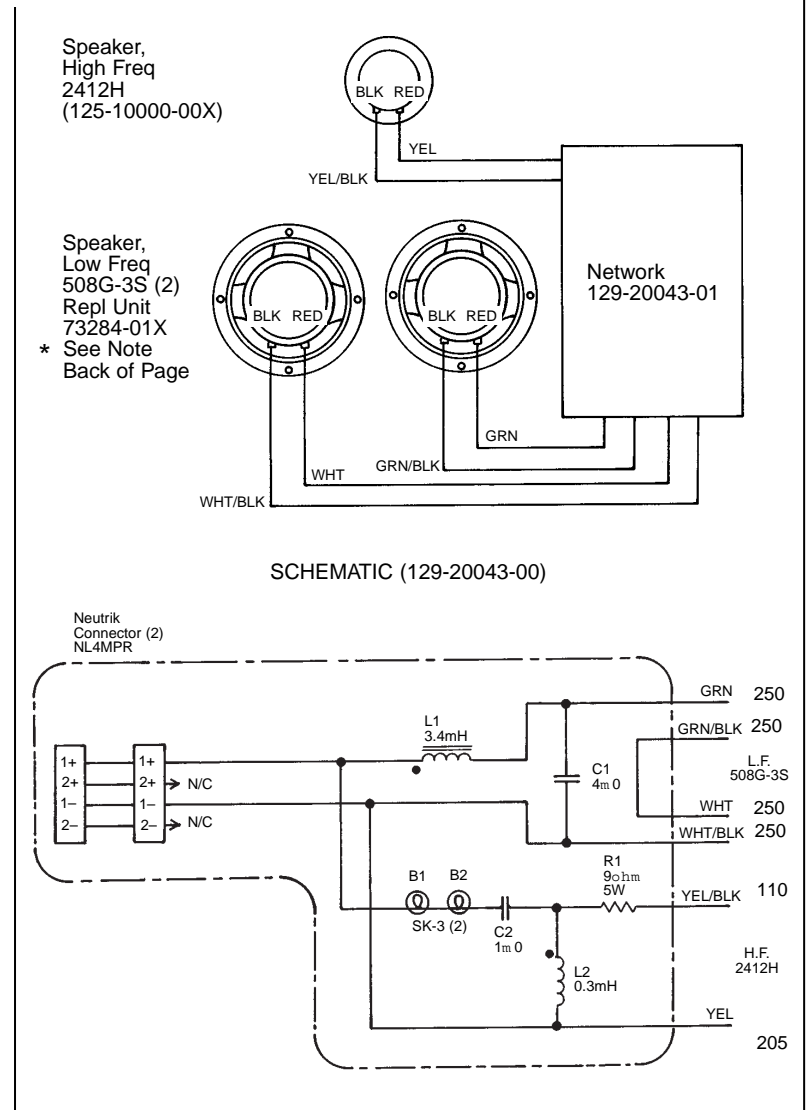 Speaker,
High Freq
2412H
(125-10000-00X)
BLK RED
YEL
YEL/BLK
Speaker,
Low Freq
508G-3S (2)
Repl Unit
73284-01X
* See Note
Back of Page
BLK RED
BLK RED
Network
129-20043-01
GRN
GRN/BLK
WHT
WHT/BLK
SCHEMATIC (129-20043-00)
Neutrik
Connector (2)
NL4MPR
1+
2+
1–
2–
1+
2+
1–
2–
N/C
N/C
L1
3.4mH
C1
4m0
GRN 250
GRN/BLK 250
L.F.
508G-3S
WHT 250
WHT/BLK 250
B1 B2
SK-3 (2)
C2
1m0
R1
9ohm
5W
YEL/BLK 110
L2
0.3mH
H.F.
2412H
YEL
205